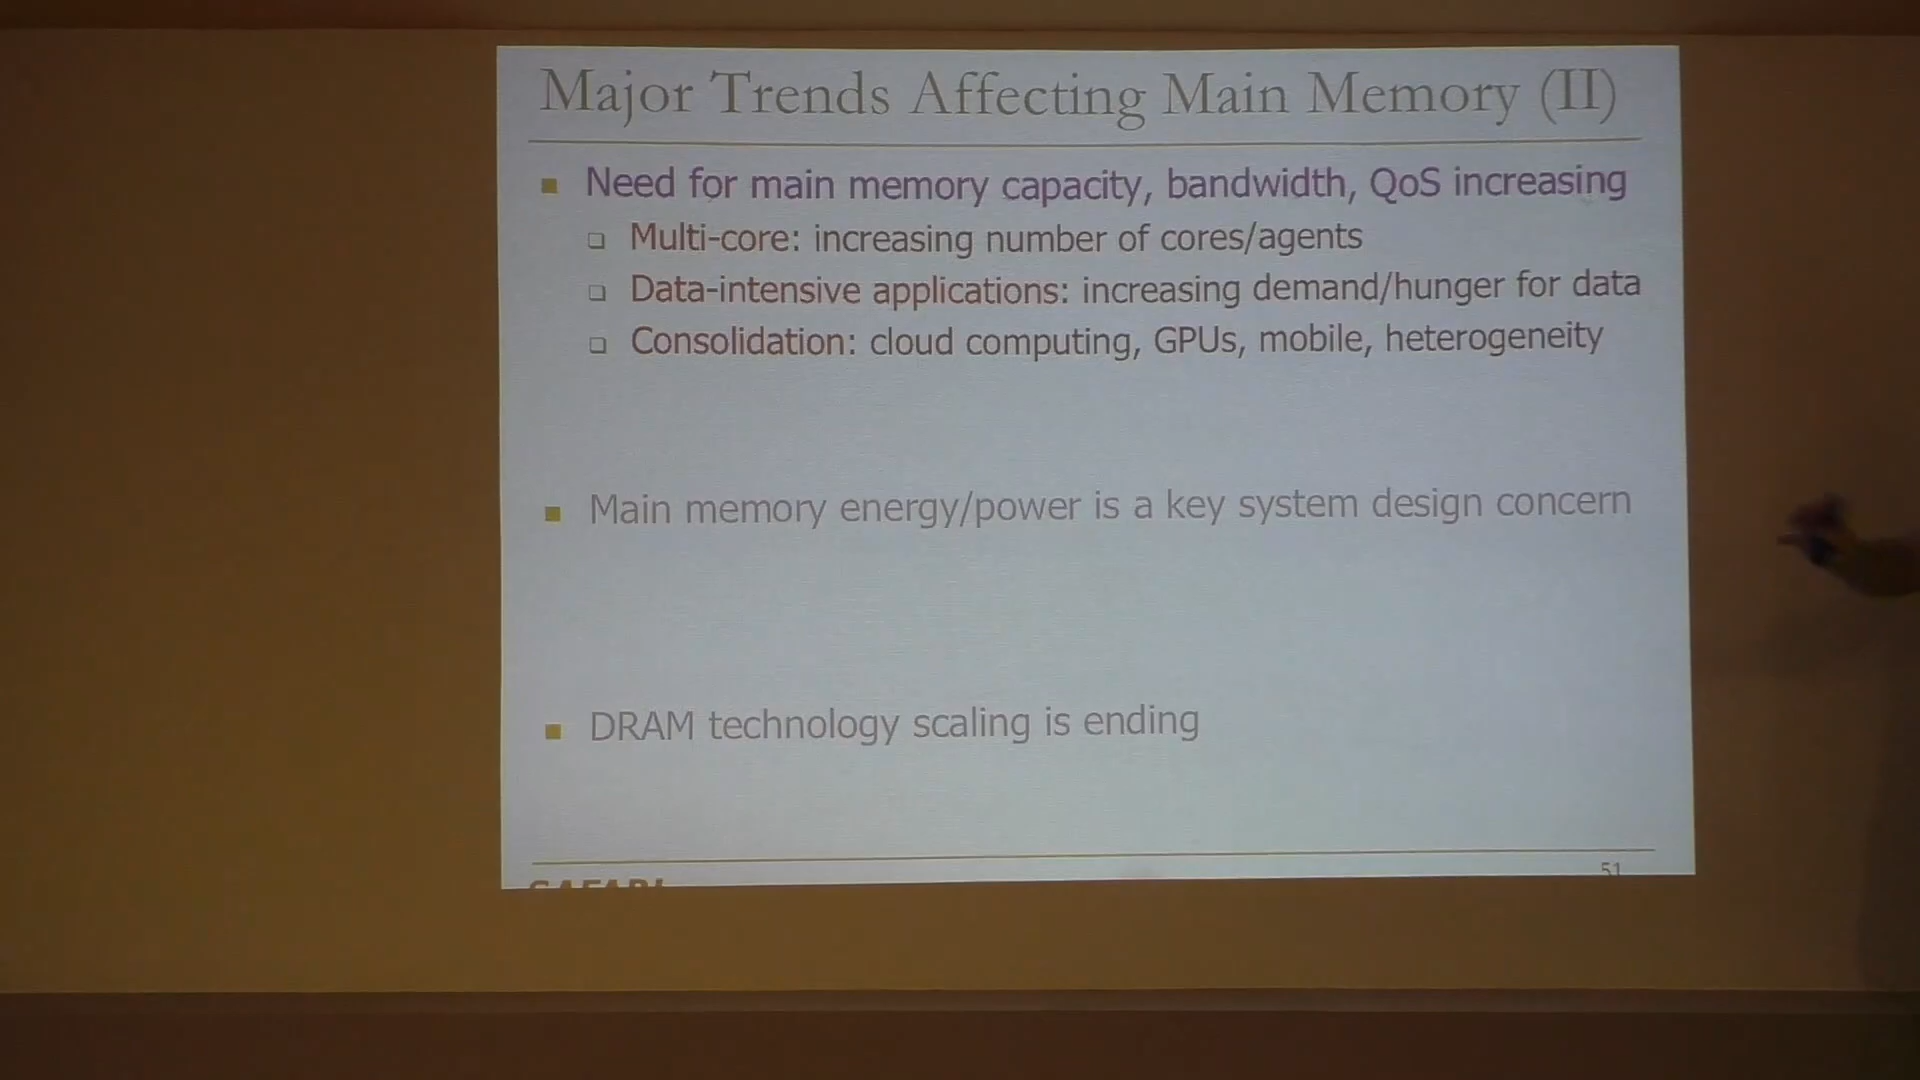 Major Trends Affecting Main Memory (II)
Need for main memory capacity, bandwidth, QoS increasing
Multi-core: increasing number of cores/agents
Data-intensive applications: increasing demand/hunger for data
Consolidation: cloud computing, GPUs, mobile, heterogeneity
Main memory energy/power is a key system design concern
DRAM technology scaling is ending
SAFARI
51